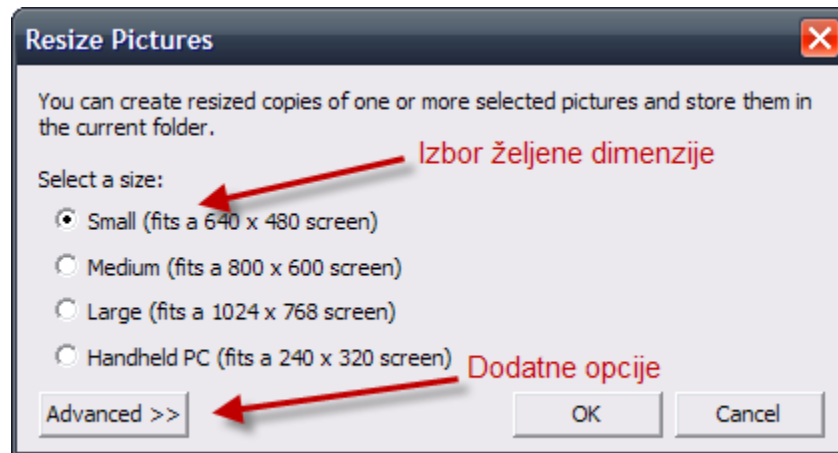 Resize Pictures
You can create resized copies of one or more selected pictures and store them in
the current folder.
Izbor željene dimenzije
Select a size:
Small (fits a 640 x 480 screen)
Medium (fits a 800 x 600 screen)
Large (fits a 1024 x 768 screen)
Handheld PC (fits a 240 x 320 screen)
Dodatne opcije
Advanced >>
OK
Cancel